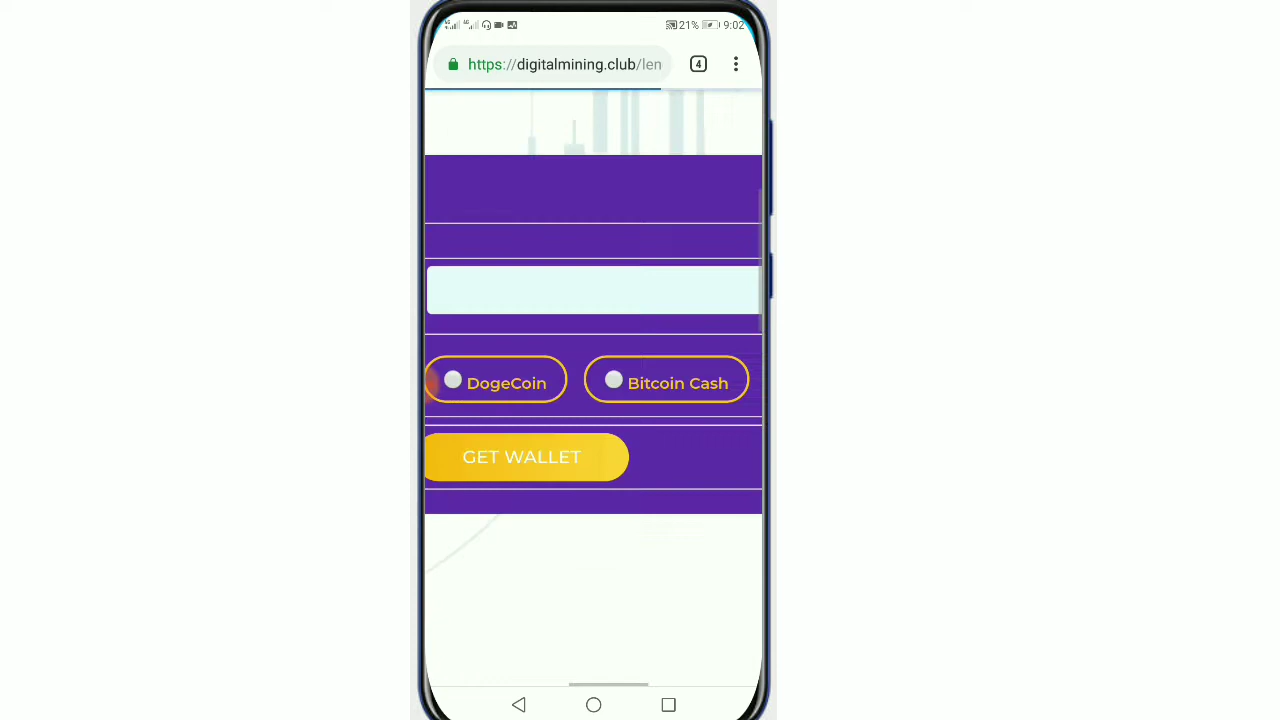 21% 9:02
https://digitalmining.club/len
4
DogeCoin
Bitcoin Cash
GET WALLET